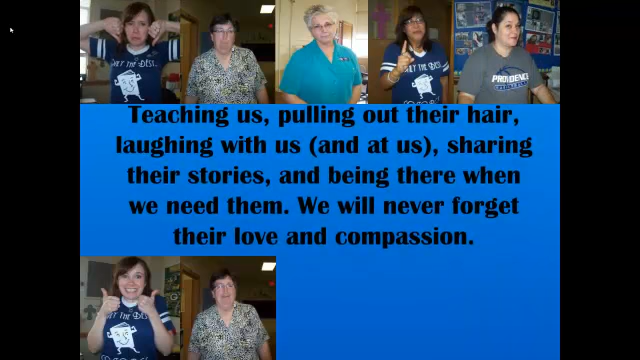 PROVIDENCE
Teaching us, pulling out their hair,
laughing with us (and at us), sharing
their stories, and being there when
we need them. We will never forget
their love and compassion.